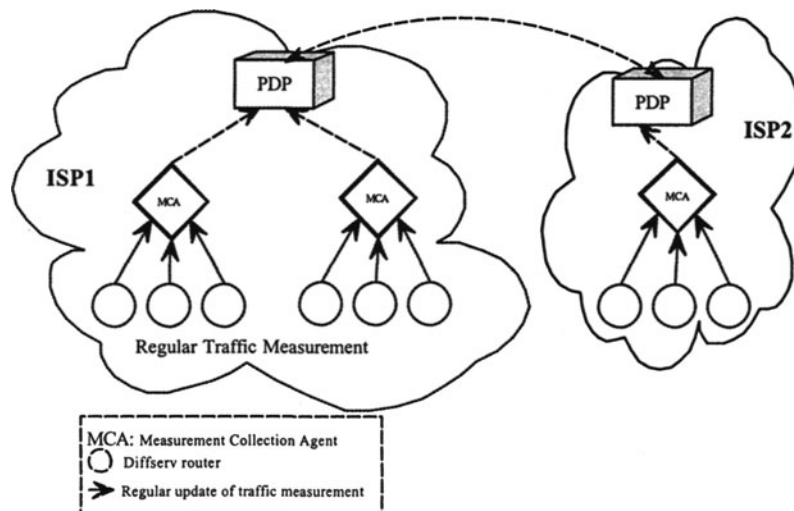 PDP
PDP
ISP1
ISP2
MCA
MCA
MCA
Regular Traffic Measurement
MCA: Measurement Collection Agent
Diffserv router
Regular update of traffic measurement